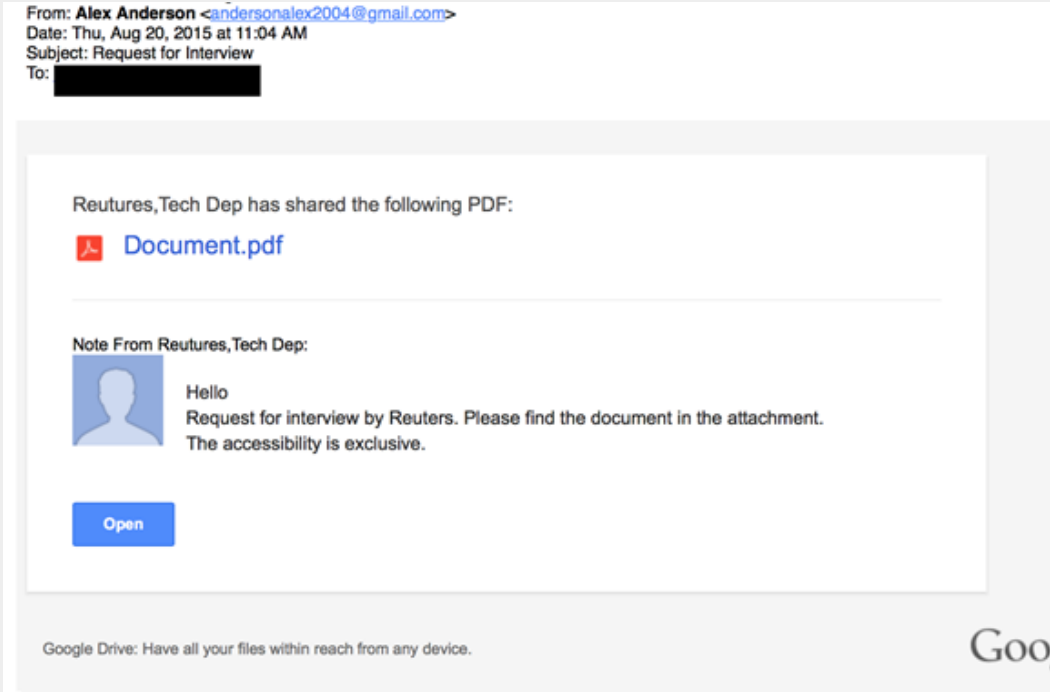 From: Alex Anderson <andersonalex2004@gmail.com>
Date: Thu, Aug 20, 2015 at 11:04 AM
Subject: Request for Interview
To:
Reutures,Tech Dep has shared the following PDF:
Document.pdf
Note From Reutures,Tech Dep:
Hello
Request for interview by Reuters. Please find the document in the attachment.
The accessibility is exclusive.
Open
Google Drive: Have all your files within reach from any device.
Goo